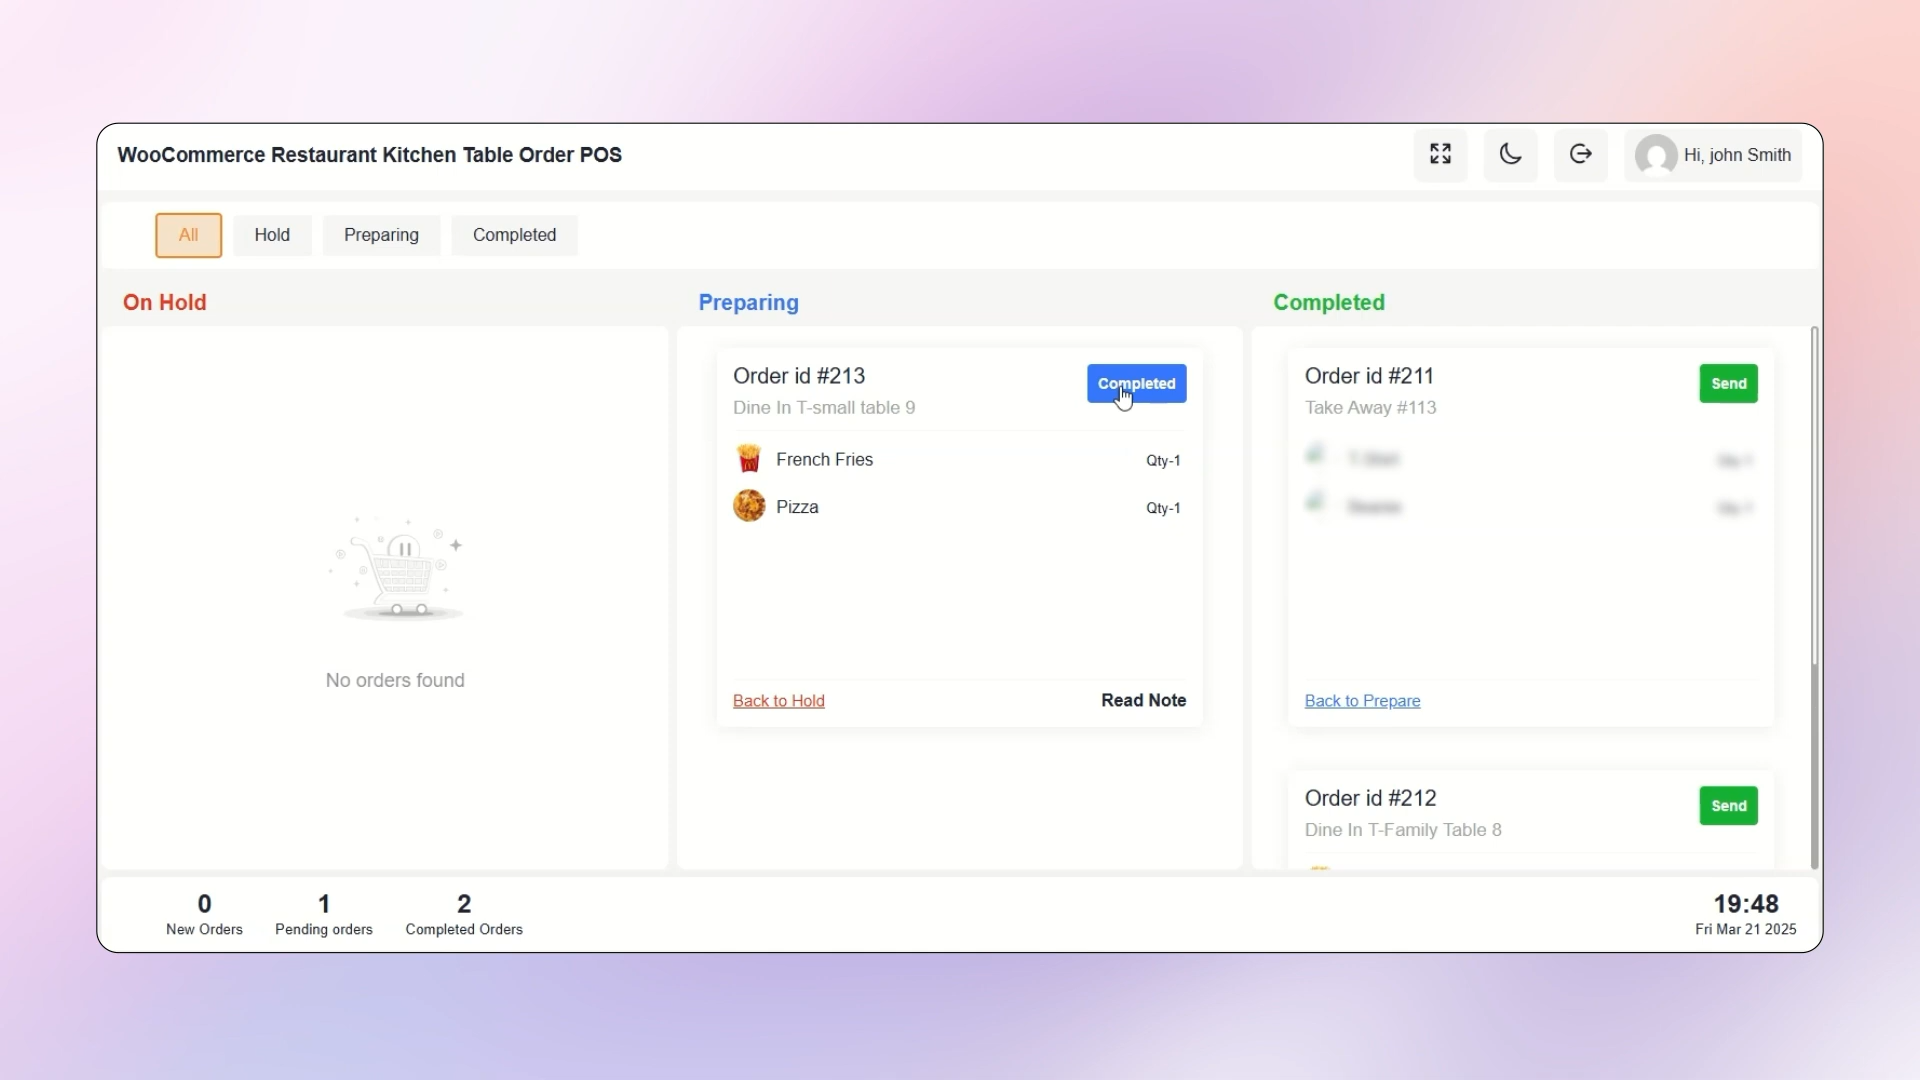 WooCommerce Restaurant Kitchen Table Order POS
Hi, john Smith
All
Hold
Preparing
Completed
On Hold
Preparing
Completed
No orders found
Order id #213
Completed
Dine In T-small table 9
French Fries
Qty-1
Pizza
Qty-1
Back to Hold
Read Note
Order id #211
Send
Take Away #113
Back to Prepare
Order id #212
Send
Dine In T-Family Table 8
0
New Orders
1
Pending orders
2
Completed Orders
19:48
Fri Mar 21 2025